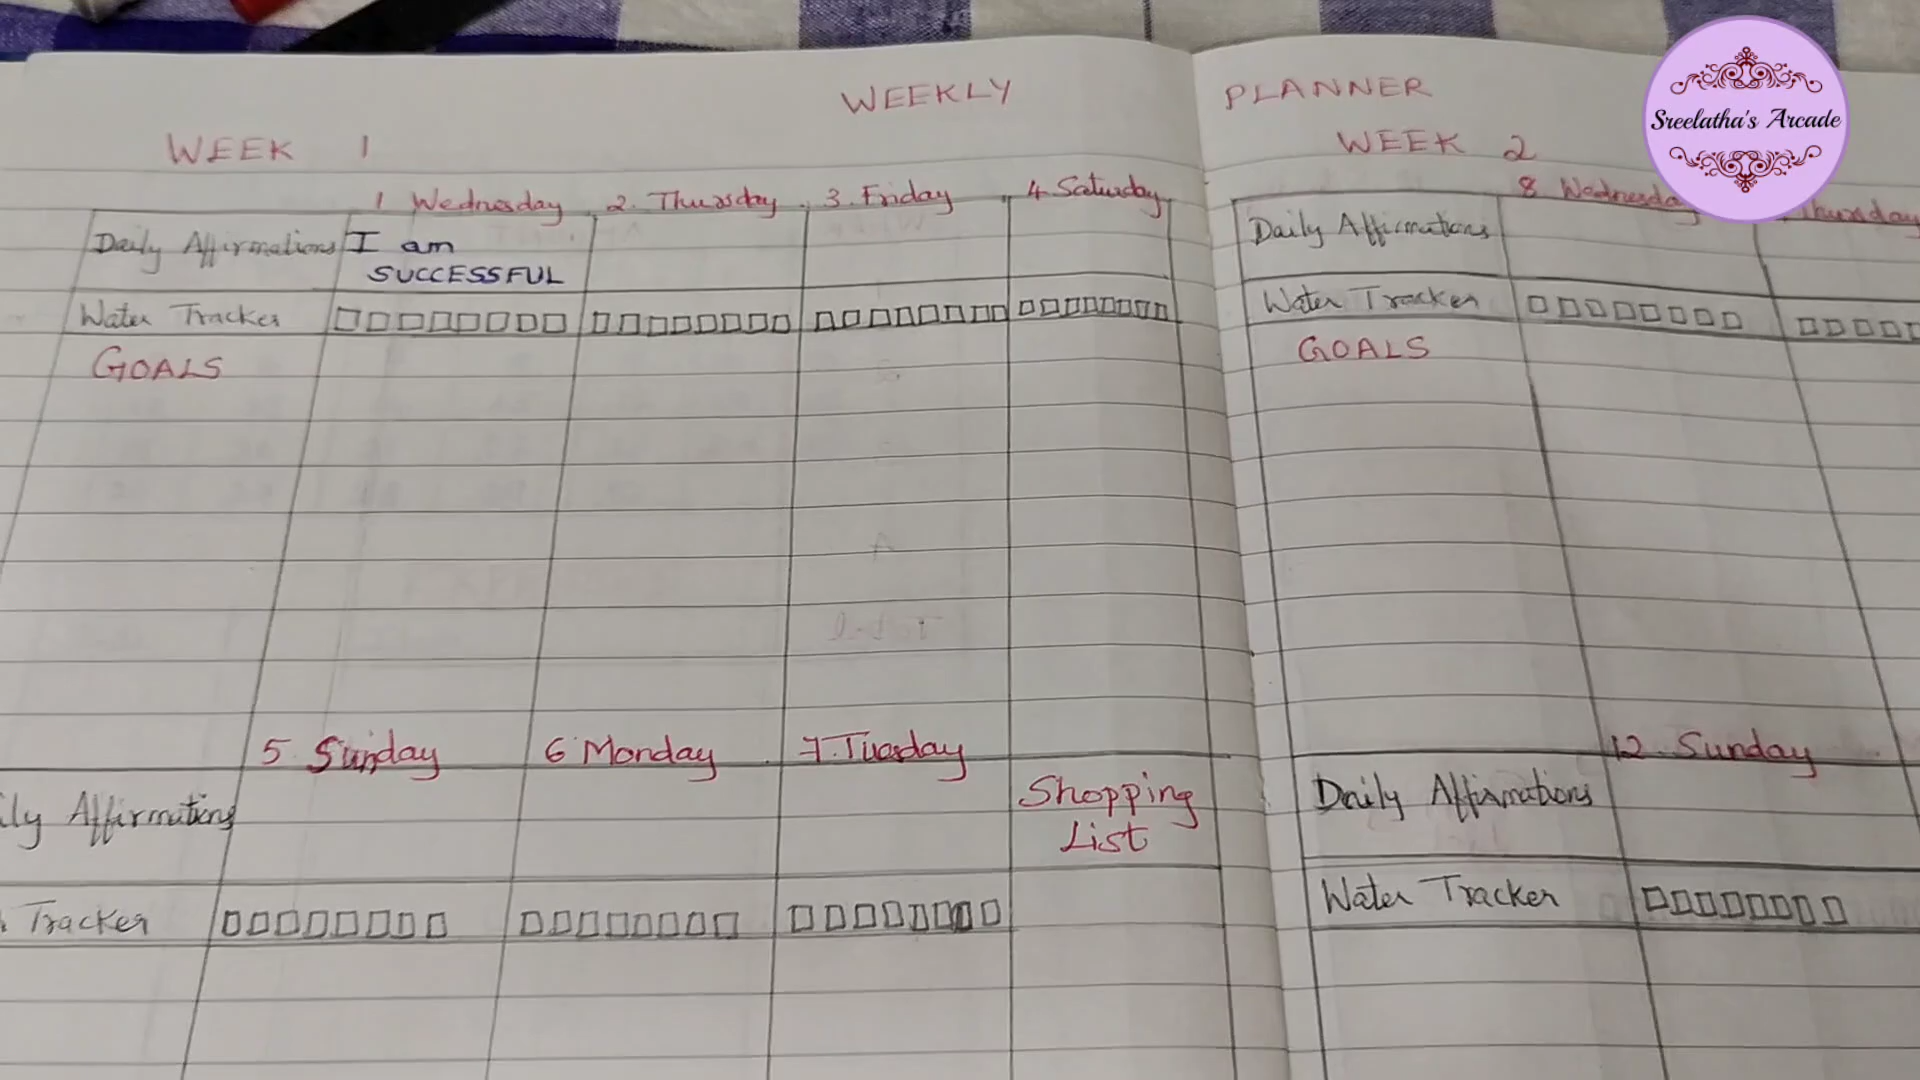 WEEKLY PLANNER
Sreelatha's Arcade
WEEK 1
1 Wednesday 2. Thursday 3. Friday 4 Saturday
Daily Affirmations I am
SUCCESSFUL
Water Tracker
GOALS
5. Sunday 6 Monday 7. Tuesday
ily Affirmations
Shopping
List
Tracker
WEEK 2
8 Wednesday Thursday
Daily Affirmations
Water Tracker
GOALS
12. Sunday
Daily Affirmations
Water Tracker